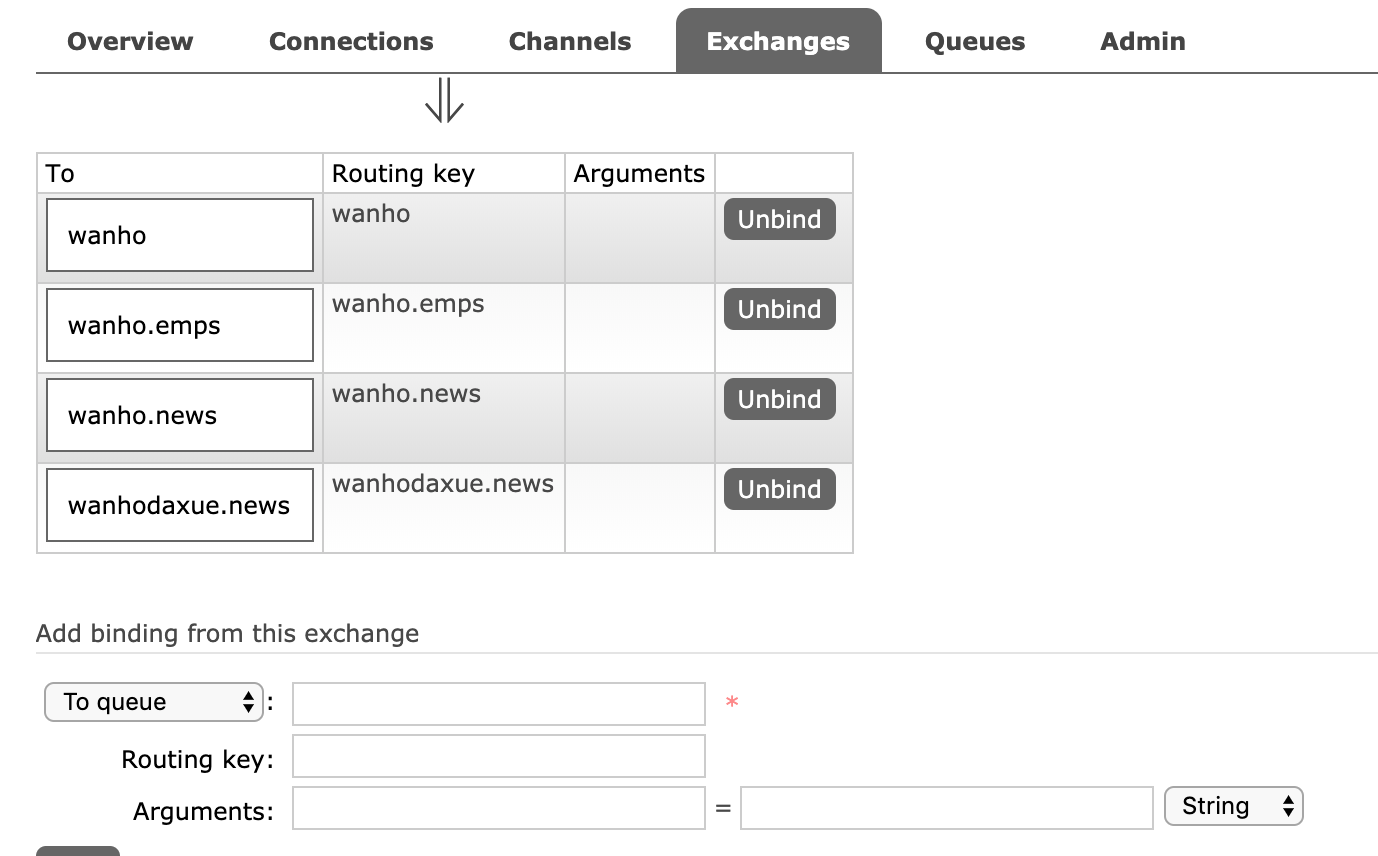 Overview Connections Channels Exchanges Queues Admin
To Routing key Arguments
wanho wanho Unbind
wanho.emps wanho.emps Unbind
wanho.news wanho.news Unbind
wanhodaxue.news wanhodaxue.news Unbind
Add binding from this exchange
To queue : *
Routing key:
Arguments: = String